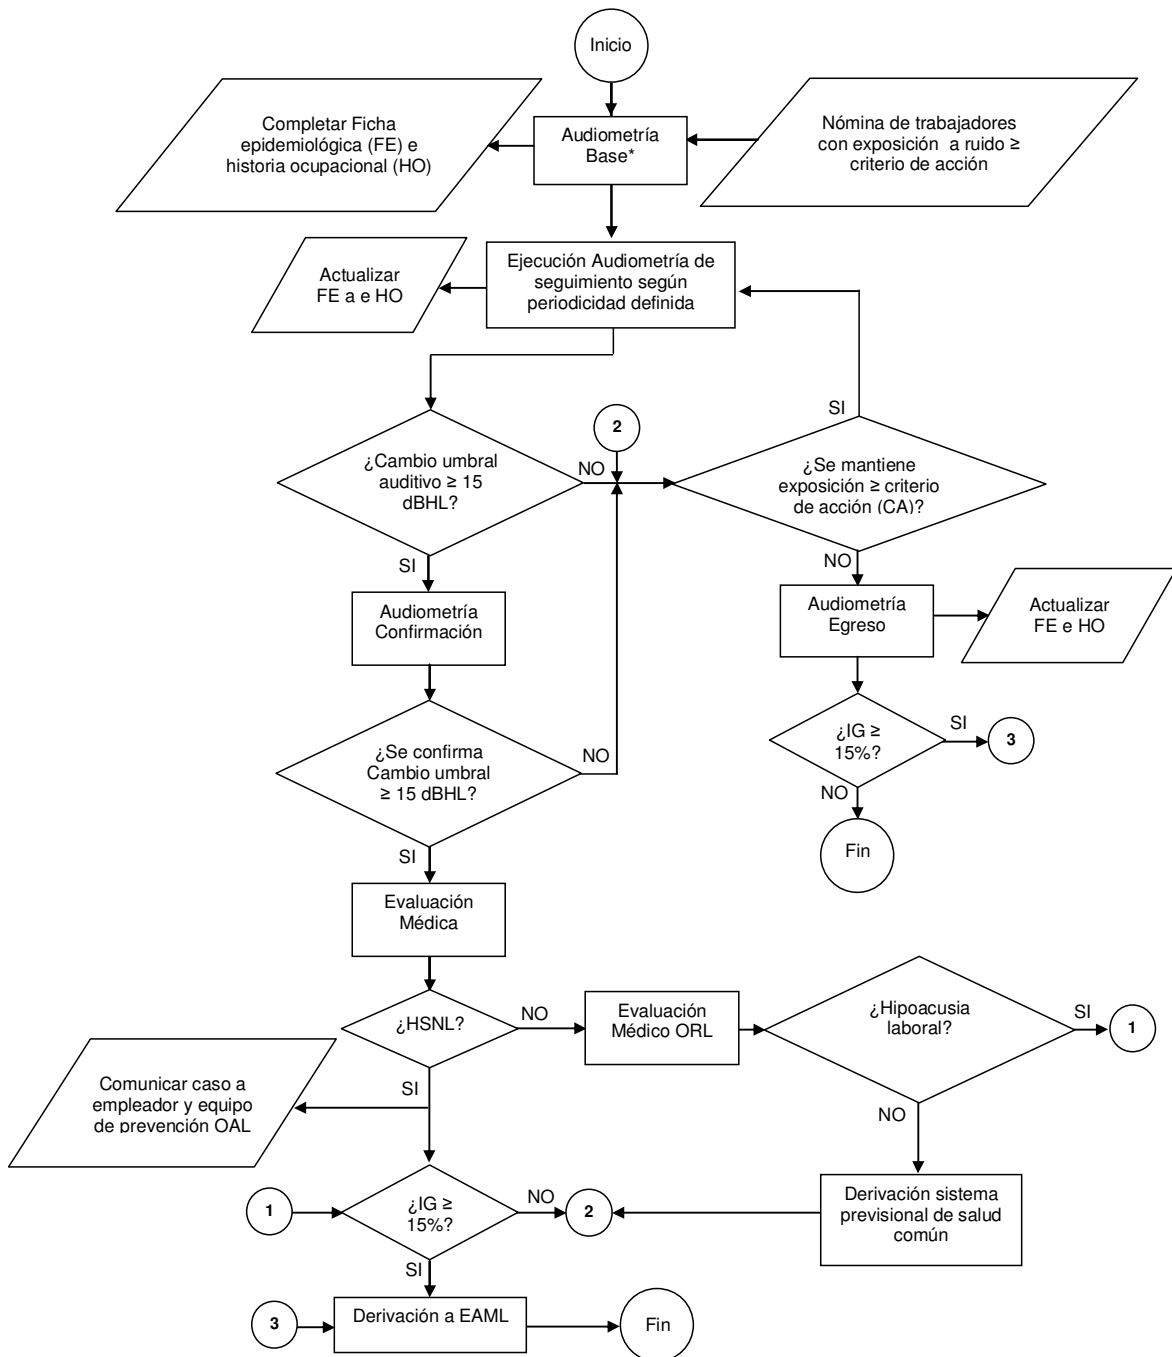 Inicio
Completar Ficha
epidemiológica (FE) e
historia ocupacional (HO)
Audiometría
Base*
Nómina de trabajadores
con exposición a ruido ≥
criterio de acción
Actualizar
FE a e HO
Ejecución Audiometría de
seguimiento según
periodicidad definida
SI
2
¿Cambio umbral
auditivo ≥ 15
dBHL?
NO
¿Se mantiene
exposición ≥ criterio
de acción (CA)?
SI
NO
Audiometría
Confirmación
Audiometría
Egreso
Actualizar
FE e HO
¿Se confirma
Cambio umbral
≥ 15 dBHL?
NO
¿IG ≥
15%?
SI
3
NO
SI
Fin
Evaluación
Médica
¿HSNL?
NO
Evaluación
Médico ORL
¿Hipoacusia
laboral?
SI
1
Comunicar caso a
empleador y equipo
de prevención OAL
SI
NO
1
¿IG ≥
15%?
NO
2
Derivación sistema
previsional de salud
común
SI
3
Derivación a EAML
Fin